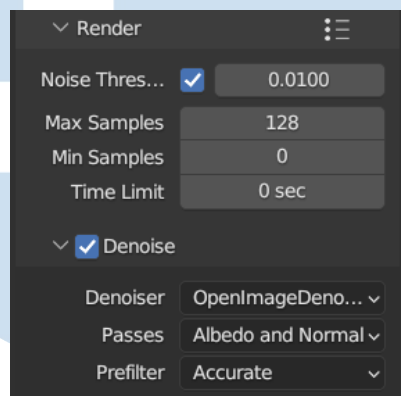 Render
Noise Thres... 0.0100
Max Samples 128
Min Samples 0
Time Limit 0 sec
Denoise
Denoiser OpenImageDeno...
Passes Albedo and Normal
Prefilter Accurate